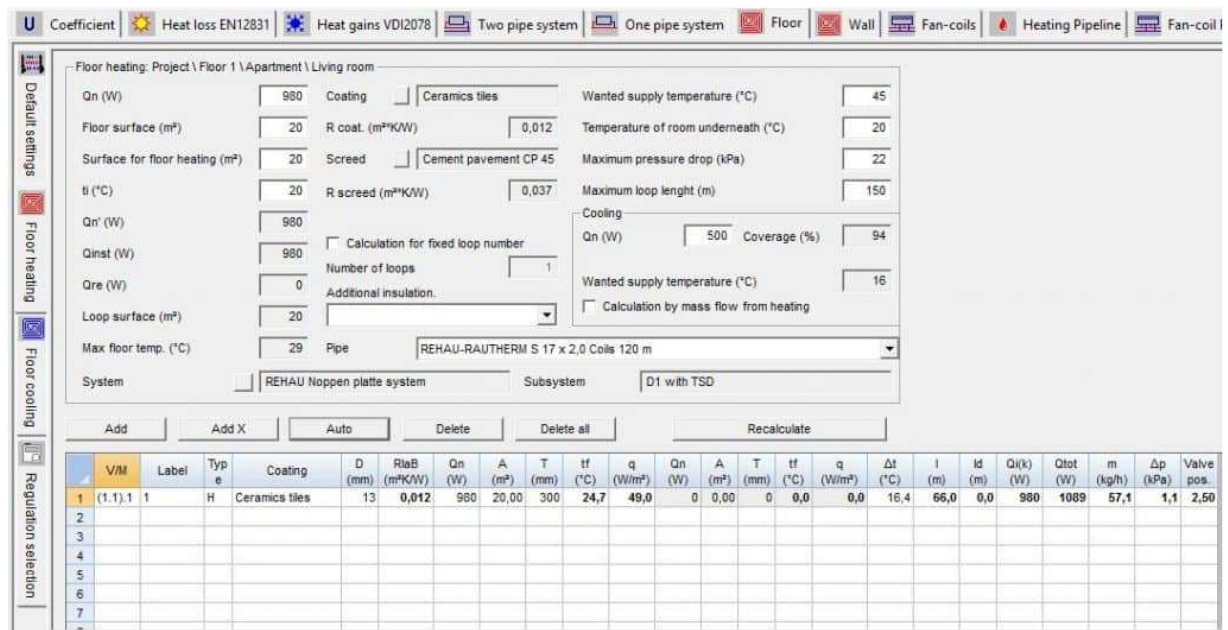 U Coefficient Heat loss EN12831 Heat gains VDI2078 Two pipe system One pipe system Floor Wall Fan-coils Heating Pipeline Fan-coil
Default settings
Floor heating
Floor cooling
Regulation selection
Floor heating: Project \ Floor 1 \ Apartment \ Living room
Qn (W) 980 Coating Ceramics tiles Wanted supply temperature (°C) 45
Floor surface (m²) 20 R coat. (m²*K/W) 0,012 Temperature of room underneath (°C) 20
Surface for floor heating (m²) 20 Screed Cement pavement CP 45 Maximum pressure drop (kPa) 22
ti (°C) 20 R screed (m²*K/W) 0,037 Maximum loop lenght (m) 150
Qn' (W) 980 Cooling
Qn (W) 500 Coverage (%) 94
Qinst (W) 980 Calculation for fixed loop number
Number of loops 1
Qre (W) 0 Additional insulation. Wanted supply temperature (°C) 16
Loop surface (m²) 20 Calculation by mass flow from heating
Max floor temp. (°C) 29 Pipe REHAU-RAUTHERM S 17 x 2,0 Coils 120 m
System REHAU Noppen platte system Subsystem D1 with TSD
Add Add X Auto Delete Delete all Recalculate
V/M Label Type Coating D (mm) RlaB (m²K/W) Qn (W) A (m²) T (mm) tf (°C) q (W/m²) Qn (W) A (m²) T (mm) tf (°C) q (W/m²) Δt (°C) l (m) ld (m) Qi(k) (W) Qtot (W) m (kg/h) Δp (kPa) Valve pos.
1 (1.1).1 1 H Ceramics tiles 13 0,012 980 20,00 300 24,7 49,0 0 0,00 0 0,0 0,0 16,4 66,0 0,0 980 1089 57,1 1,1 2,50
2
3
4
5
6
7